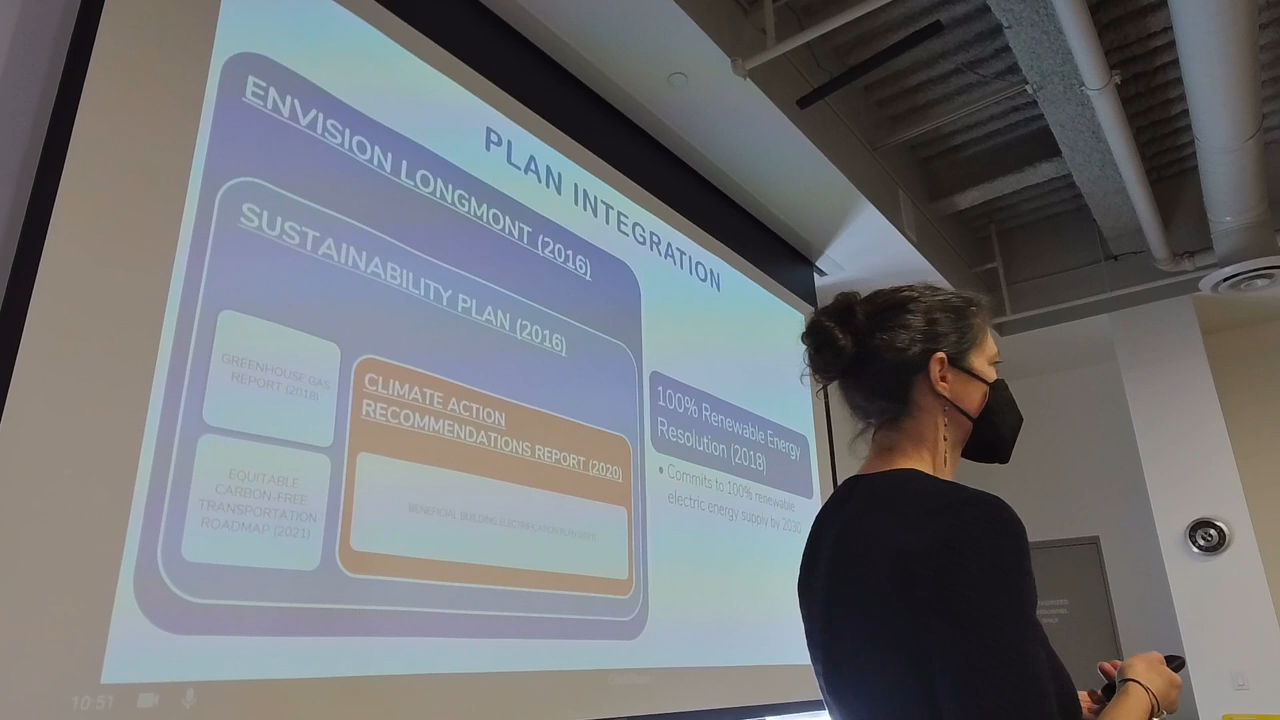 PLAN INTEGRATION
ENVISION LONGMONT (2016)
SUSTAINABILITY PLAN (2016)
GREENHOUSE GAS
REPORT (2018)
EQUITABLE
CARBON-FREE
TRANSPORTATION
ROADMAP (2021)
CLIMATE ACTION
RECOMMENDATIONS REPORT (2020)
BENEFICIAL BUILDING ELECTRIFICATION PLAN
100% Renewable Energy
Resolution (2018)
• Commits to 100% renewable
electric energy supply by 2030
10:51